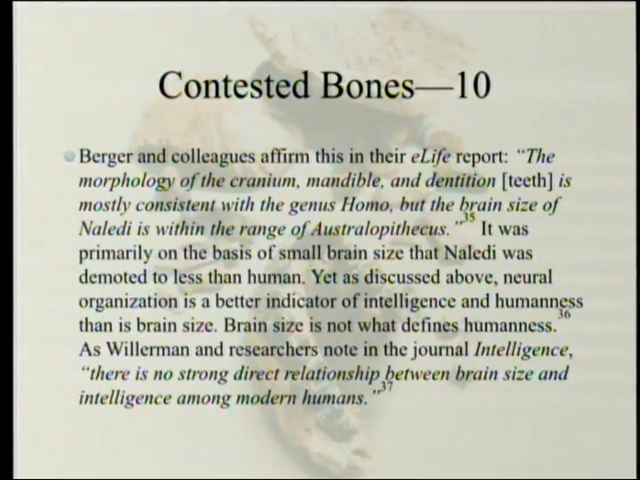 Contested Bones—10
Berger and colleagues affirm this in their eLife report: "The
morphology of the cranium, mandible, and dentition [teeth] is
mostly consistent with the genus Homo, but the brain size of
Naledi is within the range of Australopithecus."35 It was
primarily on the basis of small brain size that Naledi was
demoted to less than human. Yet as discussed above, neural
organization is a better indicator of intelligence and humanness
than is brain size. Brain size is not what defines humanness.36
As Willerman and researchers note in the journal Intelligence,
"there is no strong direct relationship between brain size and
intelligence among modern humans."37